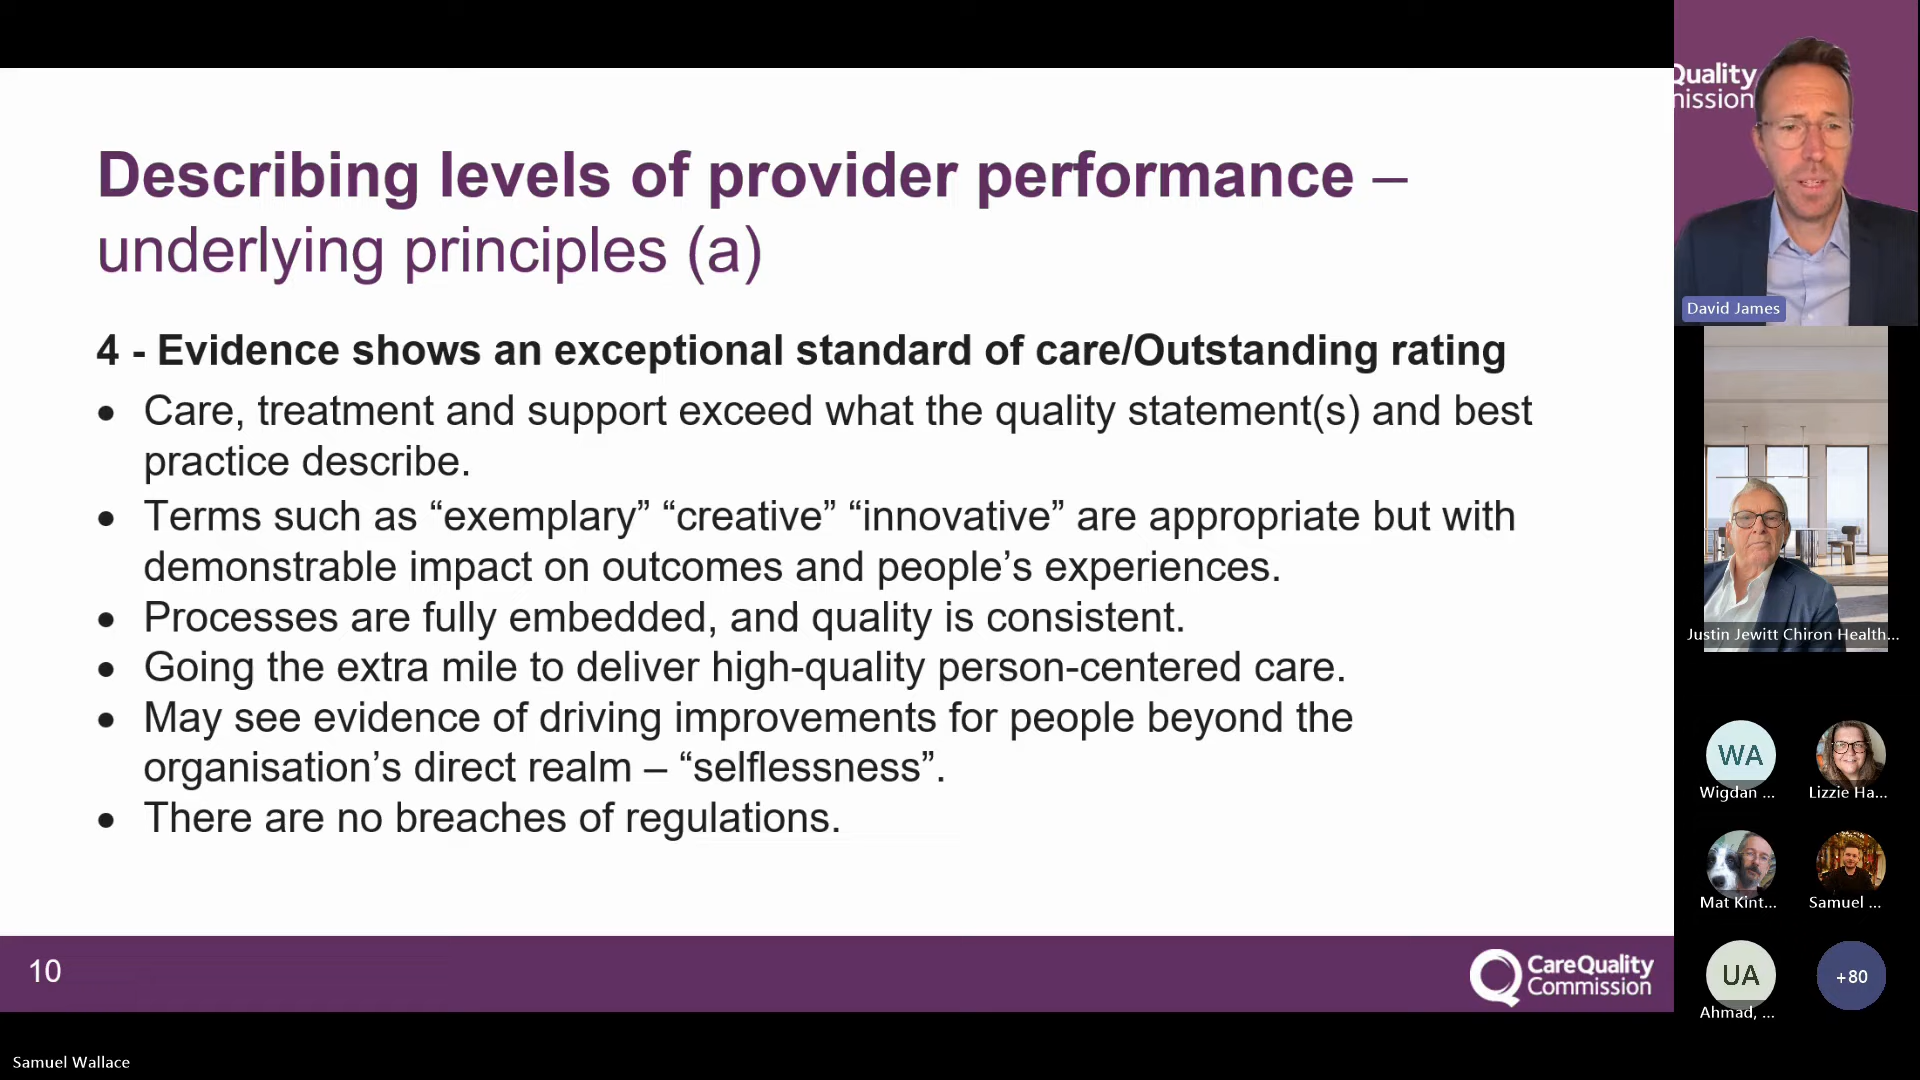 Describing levels of provider performance –
underlying principles (a)
4 - Evidence shows an exceptional standard of care/Outstanding rating
• Care, treatment and support exceed what the quality statement(s) and best
practice describe.
• Terms such as “exemplary” “creative” “innovative” are appropriate but with
demonstrable impact on outcomes and people’s experiences.
• Processes are fully embedded, and quality is consistent.
• Going the extra mile to deliver high-quality person-centered care.
• May see evidence of driving improvements for people beyond the
organisation’s direct realm – “selflessness”.
• There are no breaches of regulations.
10
CareQuality
Commission
Samuel Wallace
Quality
mission
David James
Justin Jewitt Chiron Health...
WA
Wigdan ...
Lizzie Ha...
Mat Kint...
Samuel ...
UA
Ahmad, ...
+80